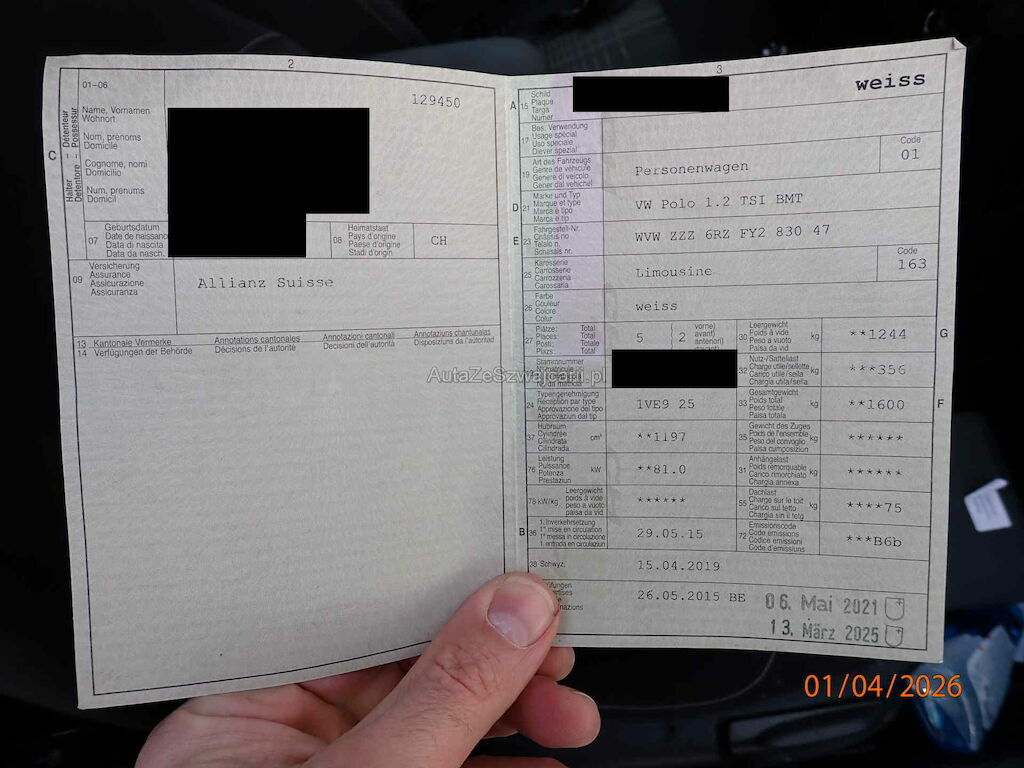 2
01-06
129450
Détenteur
Possessur
Halter
Detentore
C
Name, Vornamen
Wohnort
Nom, prénoms
Domicile
Cognome, nomi
Domicilio
Num, prenums
Domicil
07
Geburtsdatum
Date de naissance
Data di nascita
Data da nasch.
08
Heimatstaat
Pays d'origine
Paese d'origine
Stadi d'origin
CH
09
Versicherung
Assurance
Assicurazione
Assicuranza
Allianz Suisse
13 Kantonale Vermerke
Annotations cantonales
Annotazioni cantonali
Annotaziuns chantunalas
14 Verfügungen der Behörde
Décisions de l'autorité
Decisioni dell'autorità
Disposiziuns da l'autoritad
3
A 15
Schild
Plaque
Targa
Numer
weiss
17
Bes. Verwendung
Usage spécial
Uso speciale
Diever spezial
19
Art des Fahrzeugs
Genre de véhicule
Genere di veicolo
Gener dal vehichel
Personenwagen
Code
01
D 21
Marke und Typ
Marque et type
Marca e tipo
Marca e tip
VW Polo 1.2 TSI BMT
E 23
Fahrgestell-Nr.
Châssis no
Telaio n.
Schassis nr.
WVW ZZZ 6RZ FY2 830 47
25
Karosserie
Carrosserie
Carrozzeria
Carossaria
Limousine
Code
163
26
Farbe
Couleur
Colore
Colur
weiss
27
Plätze: Total
Places: Total
Posti: Totale
Plazs: Total
5 ( 2
vorne)
avant)
anteriori)
davant)
30
Leergewicht
Poids à vide
Peso a vuoto
Paisa da vid
kg
**1244
G
Stammnummer
N° matricule
Nr. da matricla
32
Nutz-/Sattellast
Charge utile/sellette
Carico utile/sella
Chargia utila/sella
kg
***356
AutaZeSzwajcarii.pl
24
Typengenehmigung
Réception par type
Approvazione del tipo
Approvaziun dal tip
1VE9 25
33
Gesamtgewicht
Poids total
Peso totale
Paisa totala
kg
**1600
F
37
Hubraum
Cylindrée
Cilindrata
Cilindrada
cm³
**1197
35
Gewicht des Zuges
Poids de l'ensemble
Peso del convoglio
Paisa cumposiziun
kg
******
76
Leistung
Puissance
Potenza
Prestaziun
kW
**81.0
31
Anhängelast
Poids remorquable
Carico rimorchiato
Chargia annexa
kg
******
78 kW/kg
Leergewicht
poids à vide
peso a vuoto
paisa da vid
******
55
Dachlast
Charge sur le toit
Carico sul tetto
Chargia sin il tetg
kg
****75
B 36
1. Inverkehrsetzung
1re mise en circulation
1a messa in circolazione
1. entrada en circulaziun
29.05.15
72
Emissionscode
Code émissions
Codice emissioni
Code d'emissiuns
***B6b
38 Schwyz,
15.04.2019
26.05.2015 BE
06. Mai 2021
13. März 2025
01/04/2026